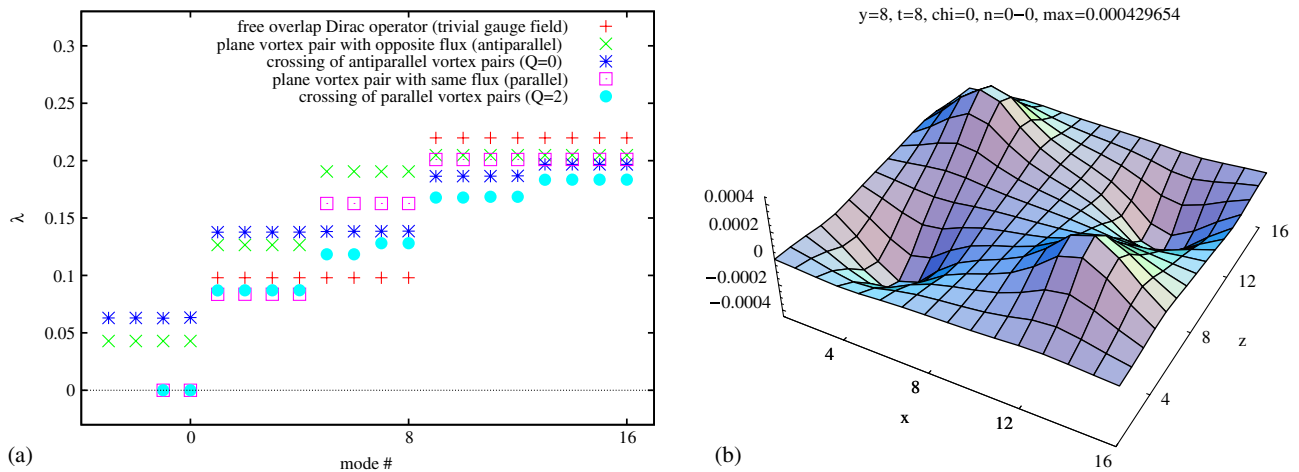 free overlap Dirac operator (trivial gauge field)
plane vortex pair with opposite flux (antiparallel)
crossing of antiparallel vortex pairs (Q=0)
plane vortex pair with same flux (parallel)
crossing of parallel vortex pairs (Q=2)
0.3
0.25
0.2
0.15
0.1
0.05
0
λ
0
8
16
mode #
(a)
y=8, t=8, chi=0, n=0-0, max=0.000429654
0.0004
0.0002
0
-0.0002
-0.0004
4
8
12
16
x
4
8
12
16
z
(b)